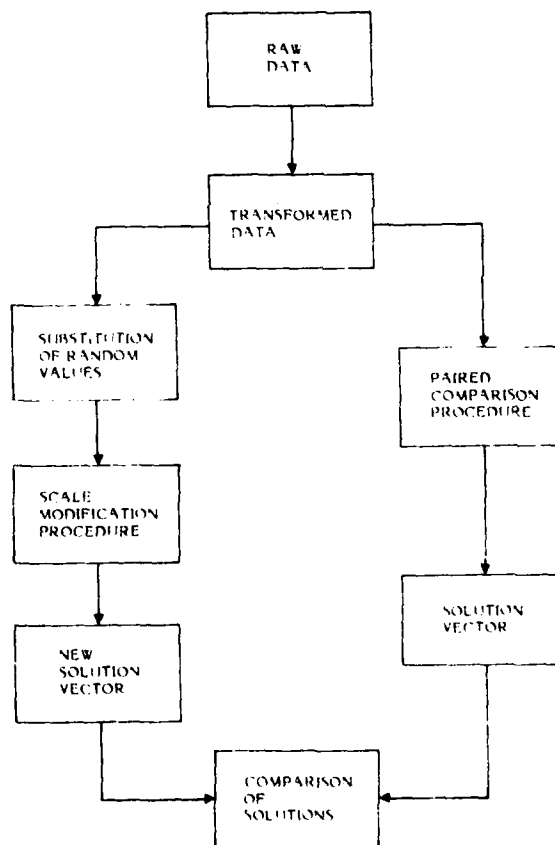 RAW
DATA
TRANSFORMED
DATA
SUBSTITUTION
OF RANDOM
VALUES
PAIRED
COMPARISON
PROCEDURE
SCALE
MODIFICATION
PROCEDURE
SOLUTION
VECTOR
NEW
SOLUTION
VECTOR
COMPARISON
OF
SOLUTIONS